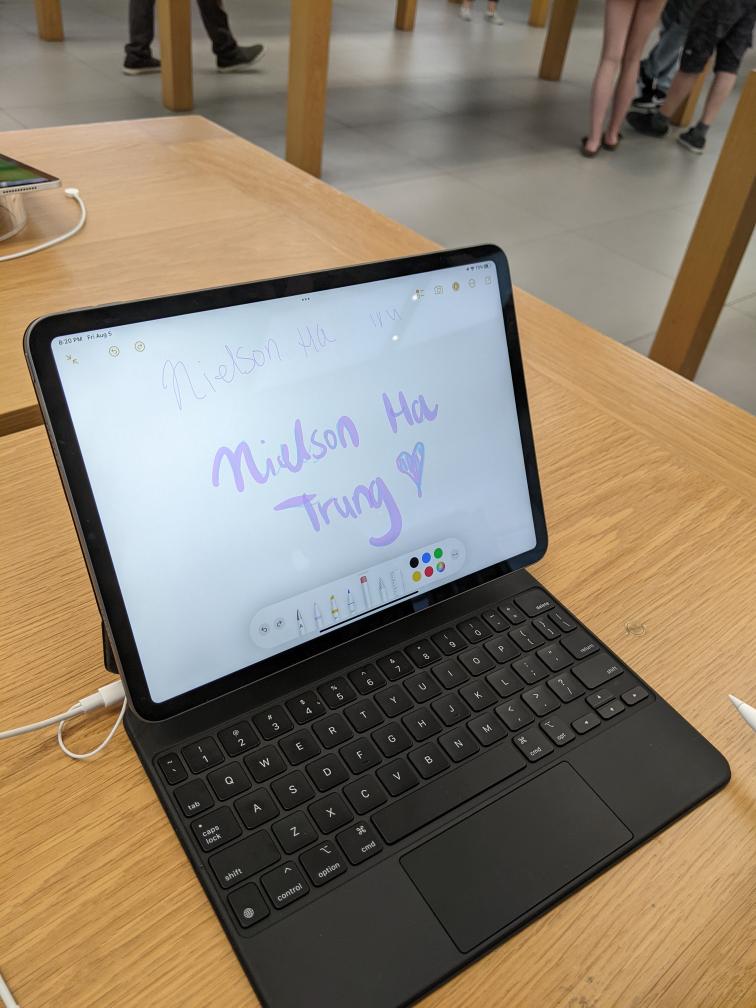 8:20 PM Fri Aug 5
73%
Nielson Ha
Nielson Ha
Trung
~ `
! 1
@ 2
# 3
$ 4
% 5
^ 6
& 7
* 8
( 9
) 0
delete
tab Q W E R T Y U I O P { [ } ] | \
caps lock A S D F G H J K L : ; " ' return
shift Z X C V B N M < , > . ? / shift
control option cmd cmd opt